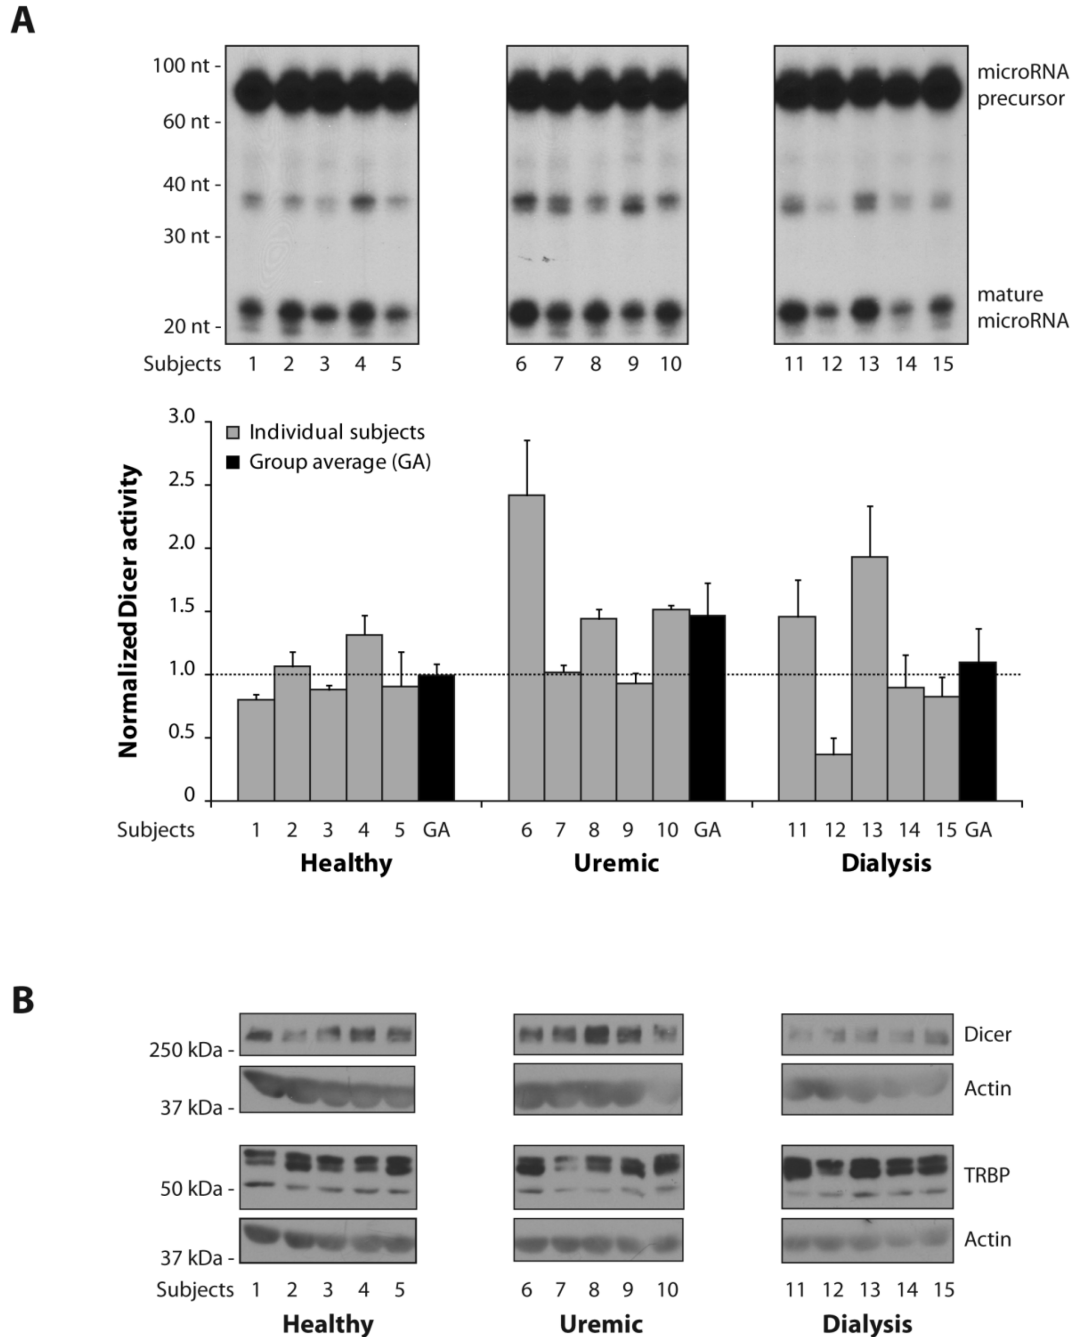 A
100 nt -
60 nt -
40 nt -
30 nt -
20 nt -
microRNA
precursor
mature
microRNA
Subjects 1 2 3 4 5 6 7 8 9 10 11 12 13 14 15
Normalized Dicer activity
3.0
2.5
2.0
1.5
1.0
0.5
0
Individual subjects
Group average (GA)
Subjects 1 2 3 4 5 GA 6 7 8 9 10 GA 11 12 13 14 15 GA
Healthy Uremic Dialysis
B
250 kDa - Dicer
37 kDa - Actin
50 kDa - TRBP
37 kDa - Actin
Subjects 1 2 3 4 5 6 7 8 9 10 11 12 13 14 15
Healthy Uremic Dialysis